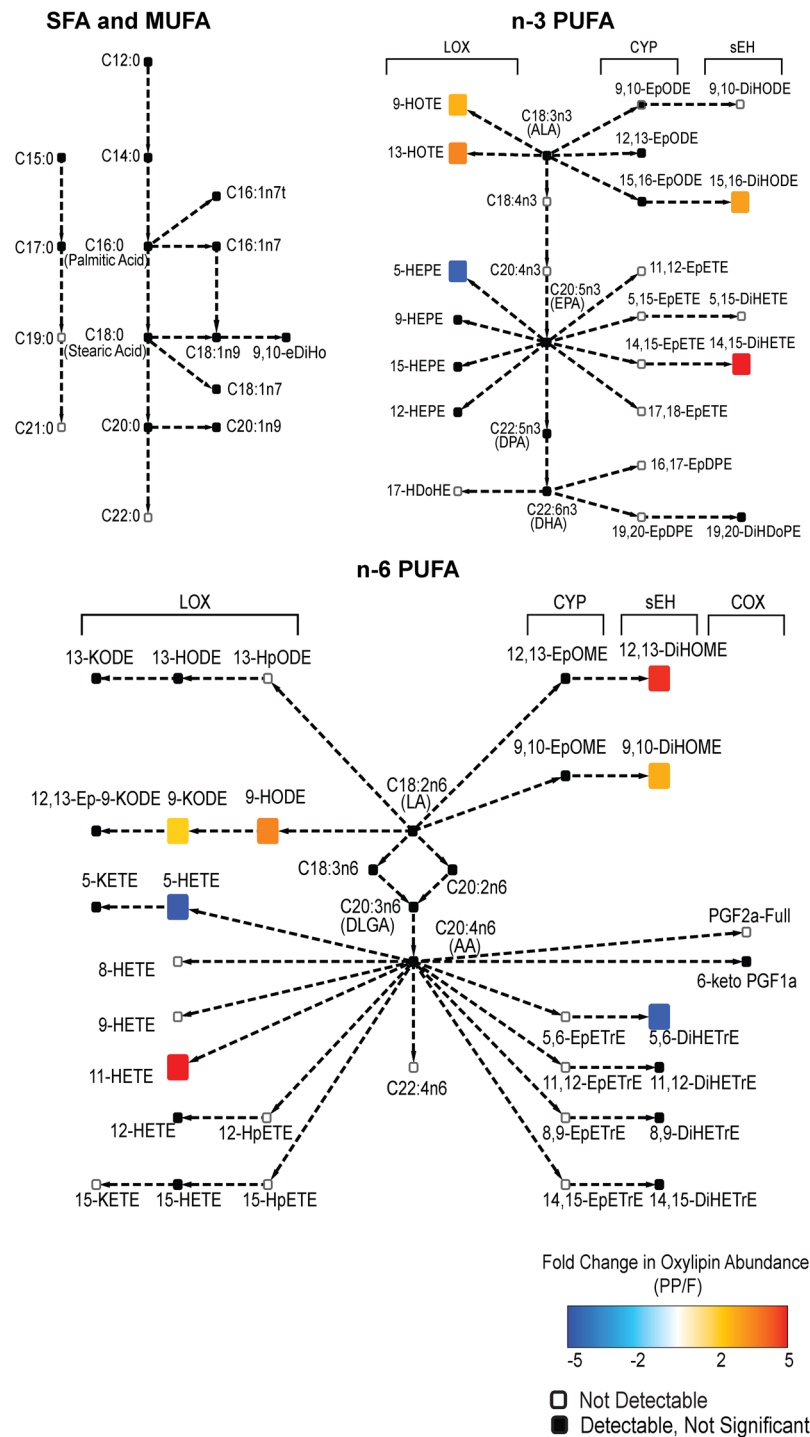 SFA and MUFA
C12:0
C15:0
C14:0
C16:1n7t
C17:0
C16:0
(Palmitic Acid)
C16:1n7
C19:0
C18:0
(Stearic Acid)
C18:1n9
9,10-eDiHo
C18:1n7
C21:0
C20:0
C20:1n9
C22:0
n-3 PUFA
LOX
CYP
sEH
9-HOTE
C18:3n3
(ALA)
9,10-EpODE
9,10-DiHODE
13-HOTE
12,13-EpODE
15,16-EpODE
15,16-DiHODE
C18:4n3
5-HEPE
C20:4n3
C20:5n3
(EPA)
11,12-EpETE
9-HEPE
5,15-EpETE
5,15-DiHETE
15-HEPE
14,15-EpETE
14,15-DiHETE
12-HEPE
17,18-EpETE
C22:5n3
(DPA)
16,17-EpDPE
17-HDoHE
C22:6n3
(DHA)
19,20-EpDPE
19,20-DiHDoPE
n-6 PUFA
LOX
CYP
sEH
COX
13-KODE
13-HODE
13-HpODE
12,13-EpOME
12,13-DiHOME
9,10-EpOME
9,10-DiHOME
12,13-Ep-9-KODE
9-KODE
9-HODE
C18:2n6
(LA)
C18:3n6
C20:2n6
5-KETE
5-HETE
C20:3n6
(DLGA)
C20:4n6
(AA)
PGF2a-Full
8-HETE
6-keto PGF1a
9-HETE
5,6-EpETrE
5,6-DiHETrE
11-HETE
C22:4n6
11,12-EpETrE
11,12-DiHETrE
12-HETE
12-HpETE
8,9-EpETrE
8,9-DiHETrE
15-KETE
15-HETE
15-HpETE
14,15-EpETrE
14,15-DiHETrE
Fold Change in Oxylipin Abundance
(PP/F)
-5 -2 2 5
Not Detectable
Detectable, Not Significant